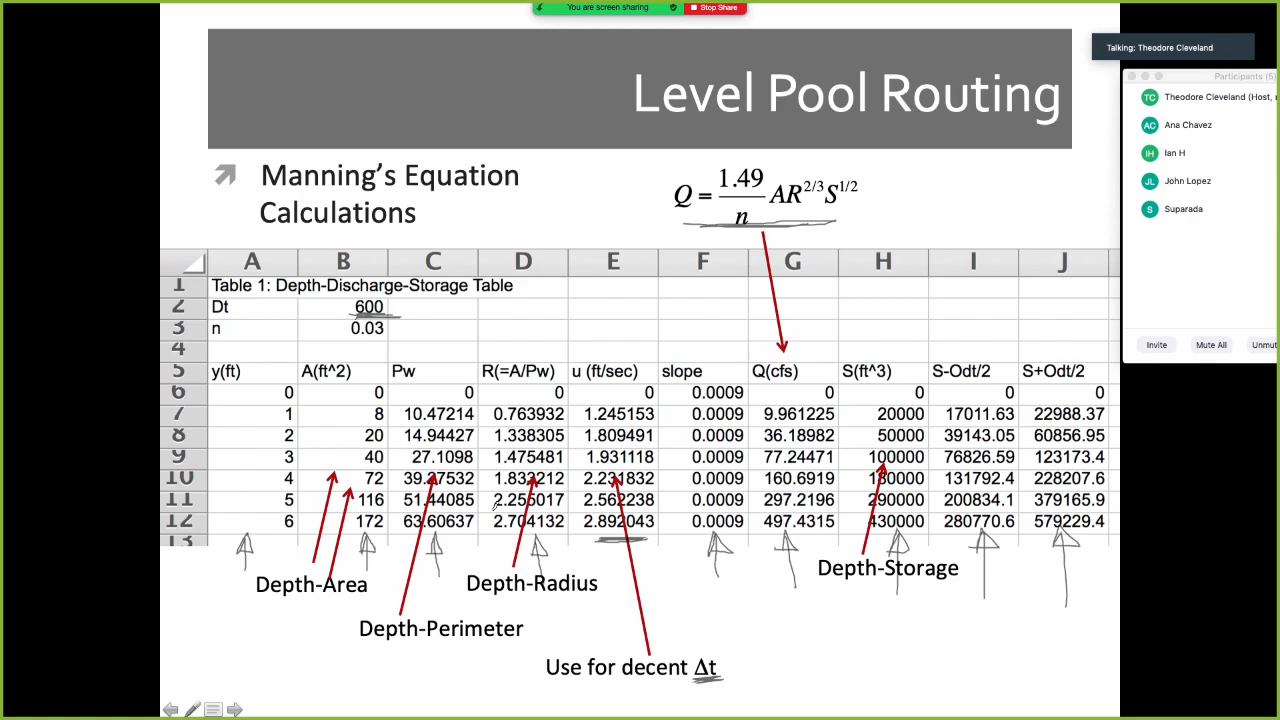 You are screen sharing Stop Share
Talking: Theodore Cleveland
Level Pool Routing
Participants (5)
TC Theodore Cleveland (Host,
AC Ana Chavez
IH Ian H
JL John Lopez
S Suparada
Invite Mute All Unmut
Manning's Equation
Calculations
Q = 1.49/n AR^2/3 S^1/2
A B C D E F G H I J
1 Table 1: Depth-Discharge-Storage Table
2 Dt 600
3 n 0.03
4
5 y(ft) A(ft^2) Pw R(=A/Pw) u (ft/sec) slope Q(cfs) S(ft^3) S-Odt/2 S+Odt/2
6 0 0 0 0 0 0.0009 0 0 0 0
7 1 8 10.47214 0.763932 1.245153 0.0009 9.961225 20000 17011.63 22988.37
8 2 20 14.94427 1.338305 1.809491 0.0009 36.18982 50000 39143.05 60856.95
9 3 40 27.1098 1.475481 1.931118 0.0009 77.24471 100000 76826.59 123173.4
10 4 72 39.27532 1.833212 2.231832 0.0009 160.6919 180000 131792.4 228207.6
11 5 116 51.44085 2.255017 2.562238 0.0009 297.2196 290000 200834.1 379165.9
12 6 172 63.60637 2.704132 2.892043 0.0009 497.4315 430000 280770.6 579229.4
13
Depth-Area
Depth-Radius
Depth-Storage
Depth-Perimeter
Use for decent Δt